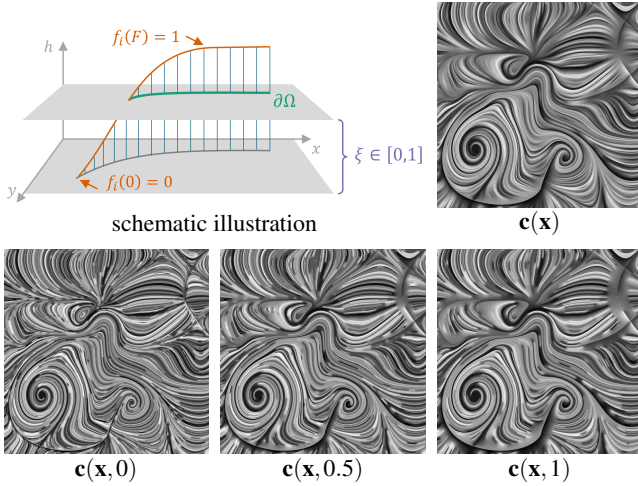 h
f_i(F) = 1
∂Ω
x
ξ ∈ [0,1]
y
f_i(0) = 0
schematic illustration
c(x)
c(x, 0)
c(x, 0.5)
c(x, 1)